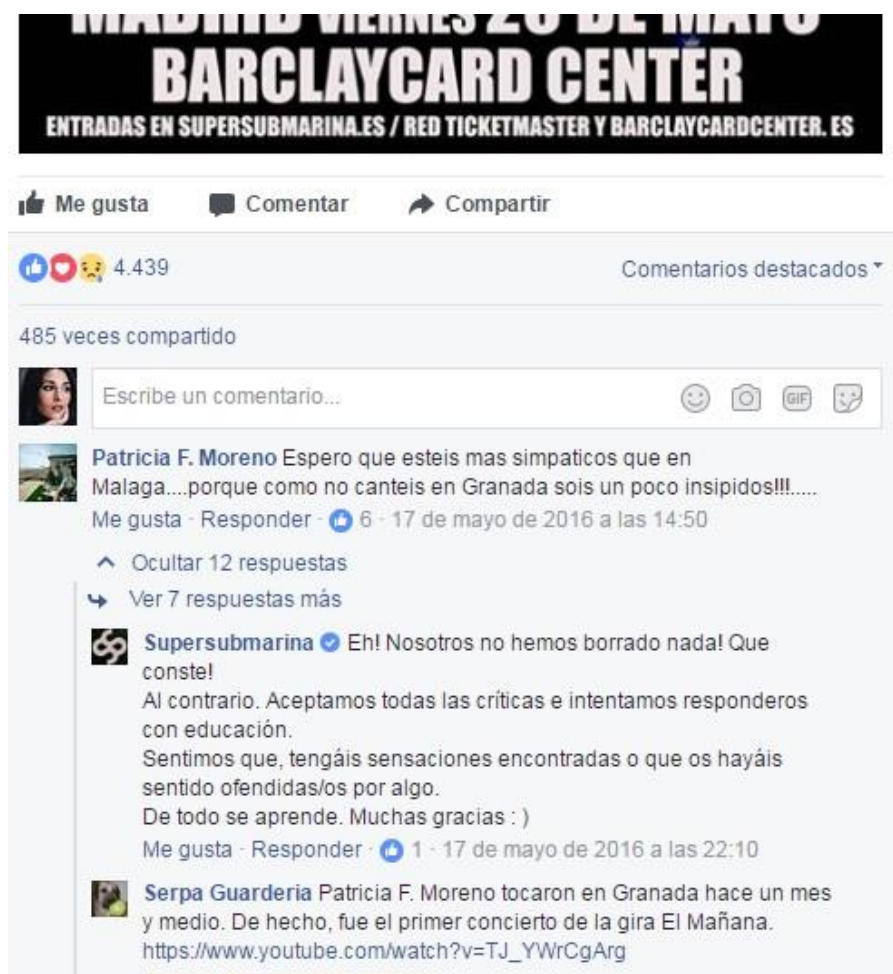 MADRID VIERNES 20 DE MAYO
BARCLAYCARD CENTER
ENTRADAS EN SUPERSUBMARINA.ES / RED TICKETMASTER Y BARCLAYCARDCENTER. ES
Me gusta Comentar Compartir
4.439 Comentarios destacados
485 veces compartido
Escribe un comentario... GIF
Patricia F. Moreno Espero que esteis mas simpaticos que en
Malaga....porque como no canteis en Granada sois un poco insipidos!!!.....
Me gusta · Responder · 6 · 17 de mayo de 2016 a las 14:50
Ocultar 12 respuestas
Ver 7 respuestas más
Supersubmarina Eh! Nosotros no hemos borrado nada! Que
conste!
Al contrario. Aceptamos todas las críticas e intentamos responderos
con educación.
Sentimos que, tengáis sensaciones encontradas o que os hayáis
sentido ofendidas/os por algo.
De todo se aprende. Muchas gracias : )
Me gusta · Responder · 1 · 17 de mayo de 2016 a las 22:10
Serpa Guarderia Patricia F. Moreno tocaron en Granada hace un mes
y medio. De hecho, fue el primer concierto de la gira El Mañana.
https://www.youtube.com/watch?v=TJ_YWrCgArg